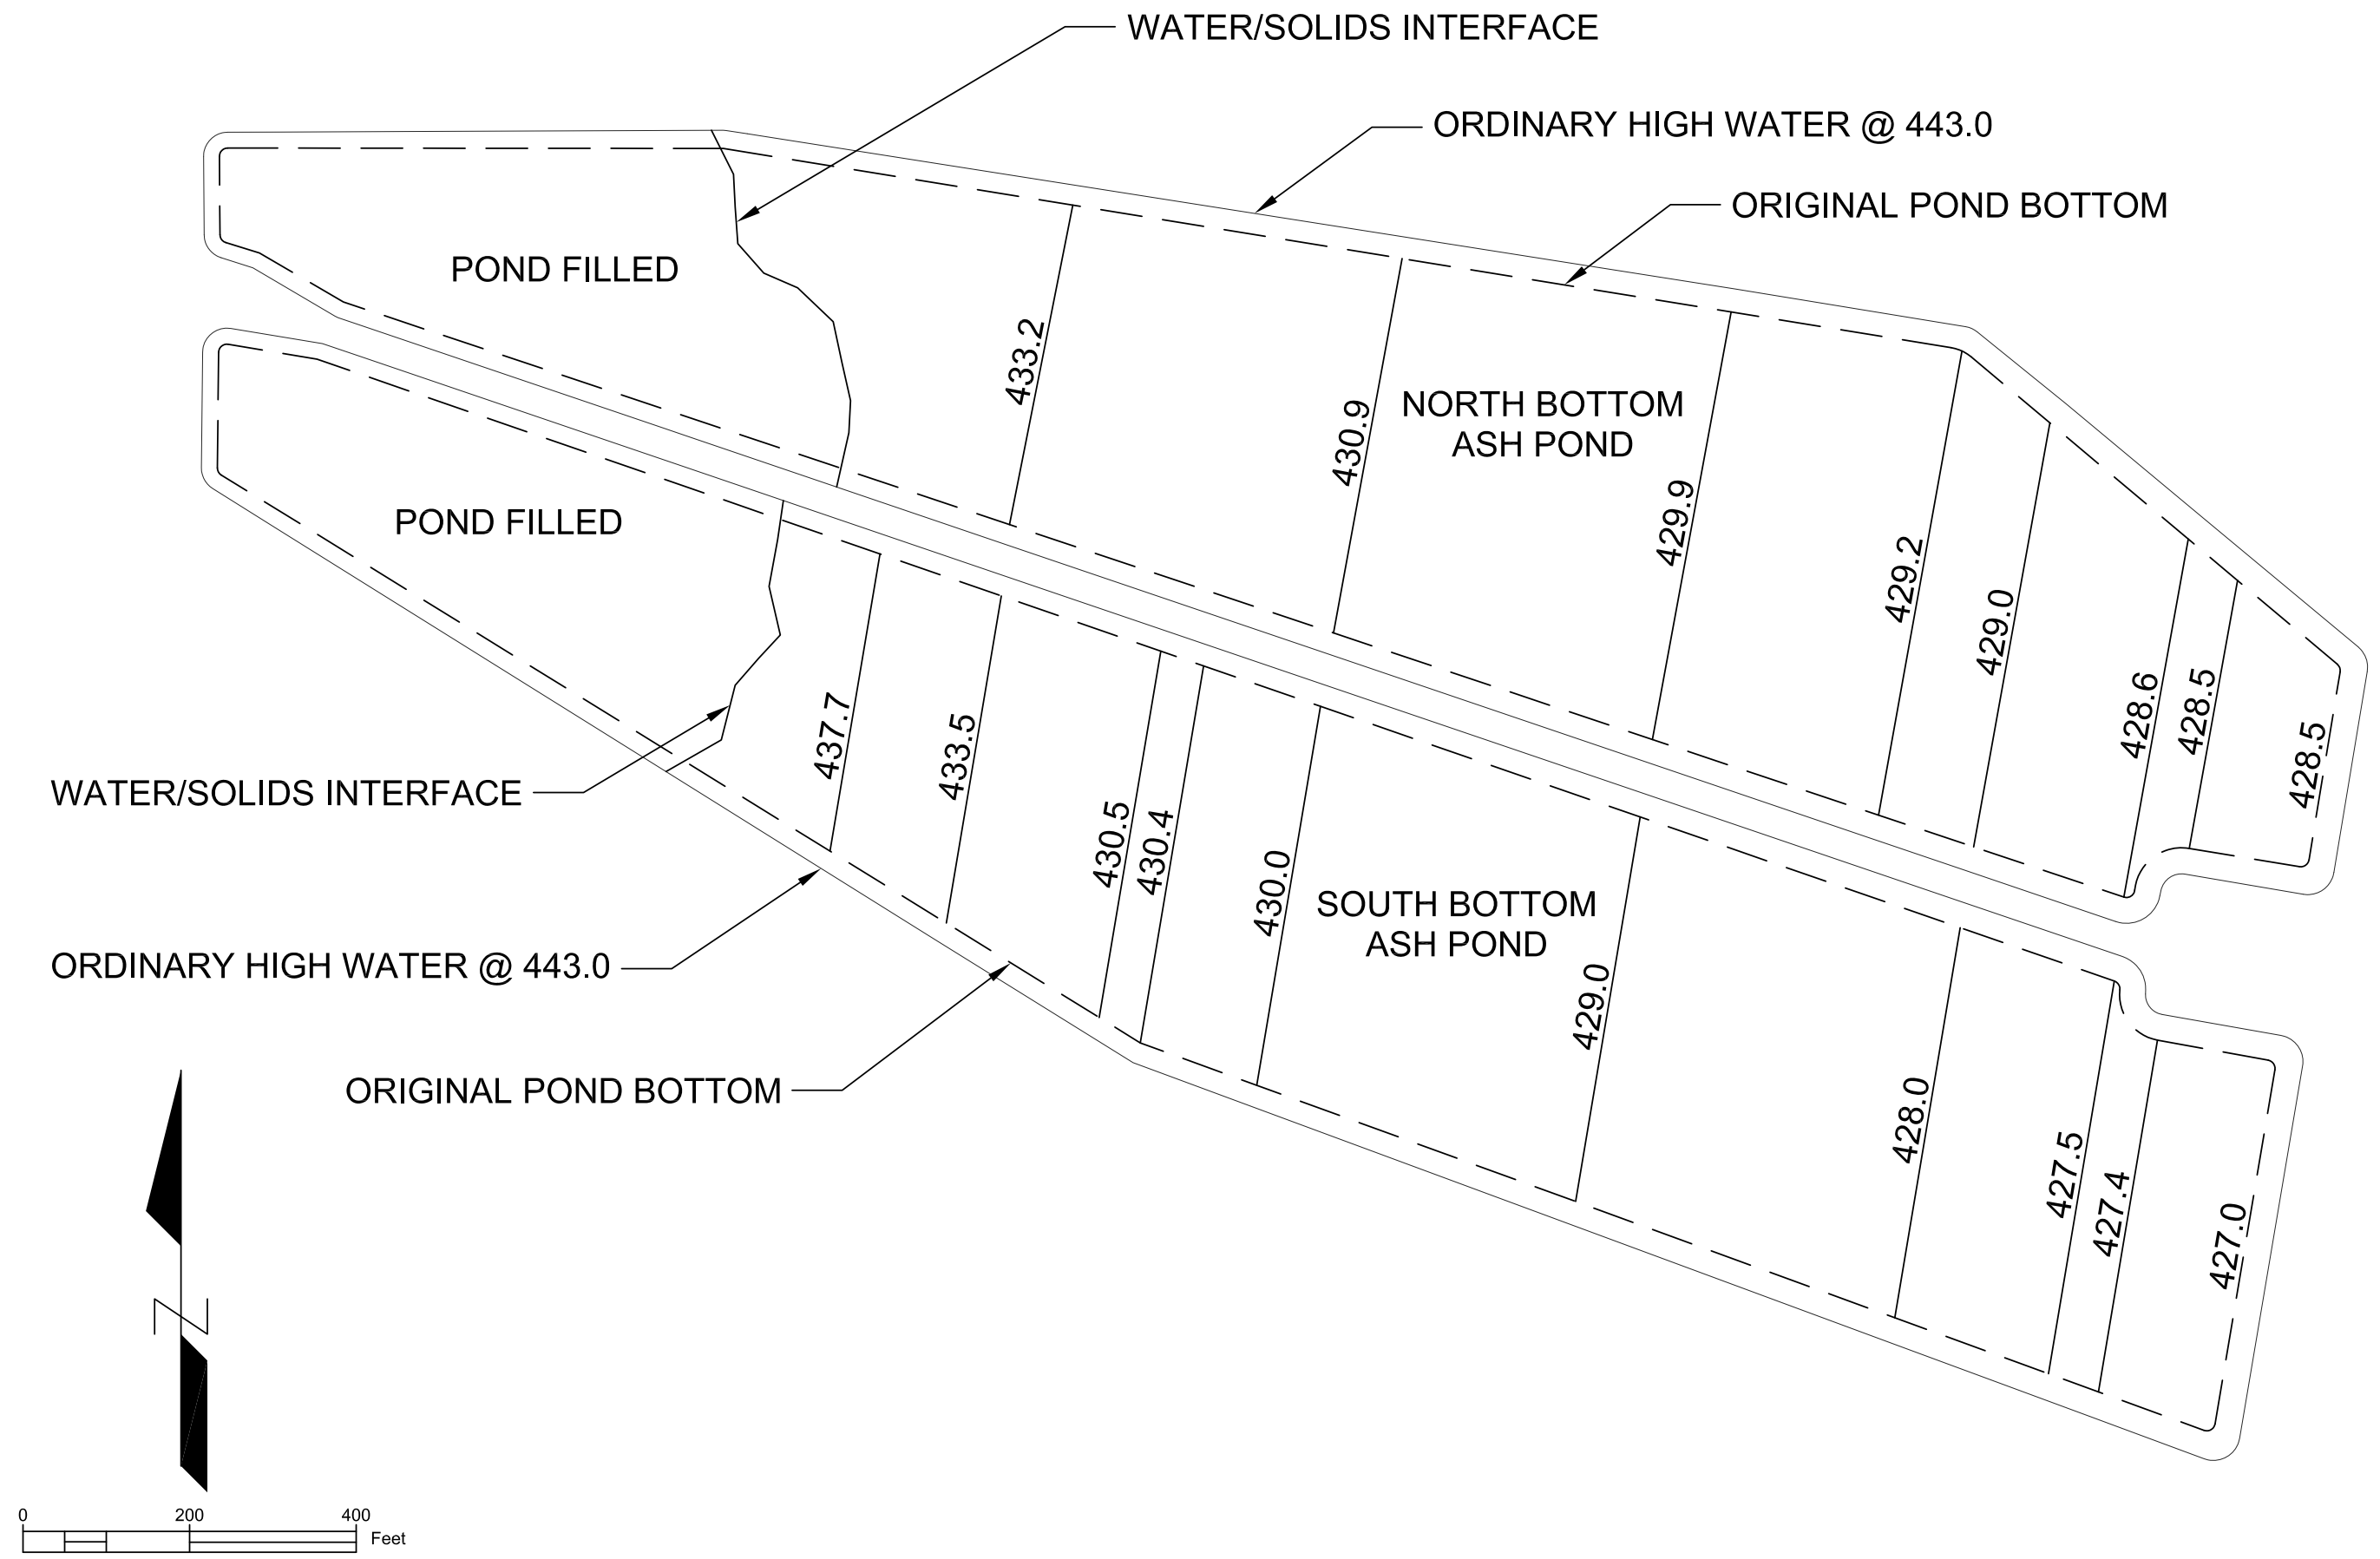 WATER/SOLIDS INTERFACE
ORDINARY HIGH WATER @ 443.0
ORIGINAL POND BOTTOM
POND FILLED
433.2
430.9
NORTH BOTTOM
ASH POND
429.9
429.2
429.0
428.6
428.5
428.5
POND FILLED
WATER/SOLIDS INTERFACE
437.7
433.5
430.5
430.4
430.0
SOUTH BOTTOM
ASH POND
429.0
428.0
427.5
427.4
427.0
ORDINARY HIGH WATER @ 443.0
ORIGINAL POND BOTTOM
N
0 200 400
Feet